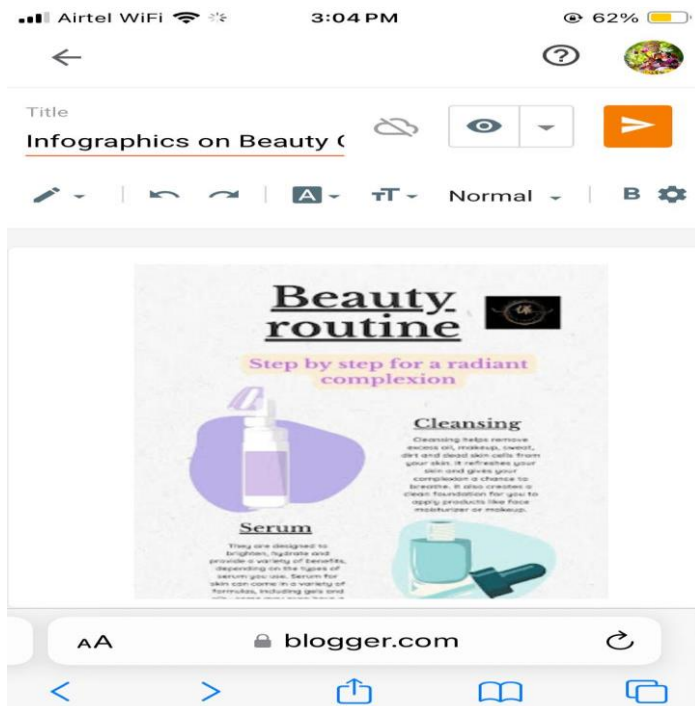 Airtel WiFi
3:04 PM
62%
Title
Infographics on Beauty C
Normal
B
Beauty
routine
Step by step for a radiant
complexion
Cleansing
Cleansing helps remove
excess oil, makeup, sweat,
dirt and dead skin cells from
your skin. It refreshes your
skin and gives your
complexion a chance to
breathe. It also creates a
clean foundation for you to
apply products like face
moisturizer or makeup.
Serum
They are designed to
brighten, hydrate and
provide a variety of benefits,
depending on the types of
serum you use. Serum for
skin can come in a variety of
formulas, including gels and
AA
blogger.com